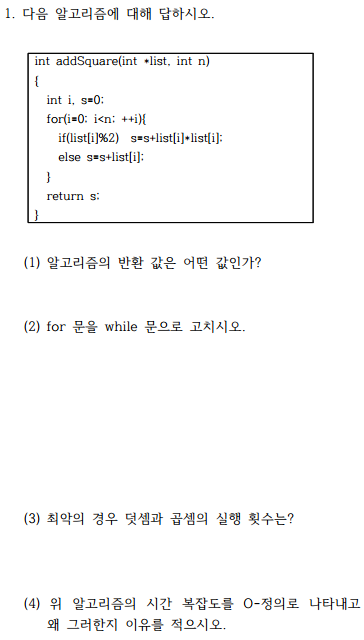 1. 다음 알고리즘에 대해 답하시오.
int addSquare(int *list, int n)
{
int i, s=0;
for(i=0; i<n; ++i){
if(list[i]%2) s=s+list[i]*list[i];
else s=s+list[i];
}
return s;
}
(1) 알고리즘의 반환 값은 어떤 값인가?
(2) for 문을 while 문으로 고치시오.
(3) 최악의 경우 덧셈과 곱셈의 실행 횟수는?
(4) 위 알고리즘의 시간 복잡도를 O-정의로 나타내고
왜 그러한지 이유를 적으시오.